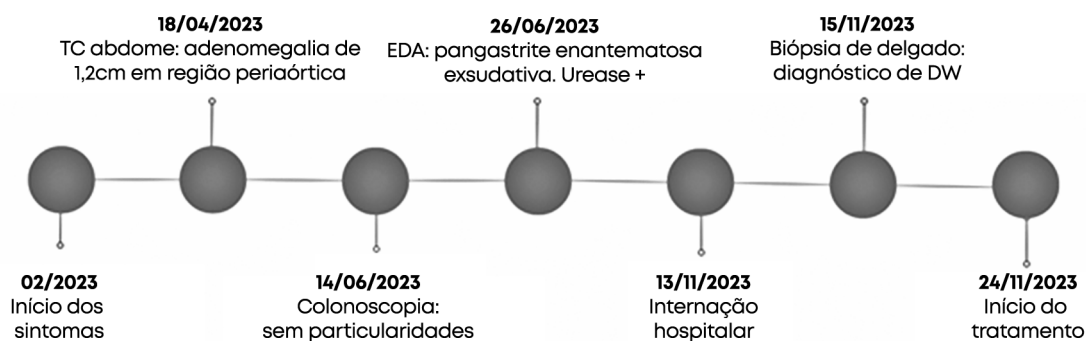 18/04/2023
TC abdome: adenomegalia de
1,2cm em região periaórtica
26/06/2023
EDA: pangastrite enantematosa
exsudativa. Urease +
15/11/2023
Biópsia de delgado:
diagnóstico de DW
02/2023
Início dos
sintomas
14/06/2023
Colonoscopia:
sem particularidades
13/11/2023
Internação
hospitalar
24/11/2023
Início do
tratamento